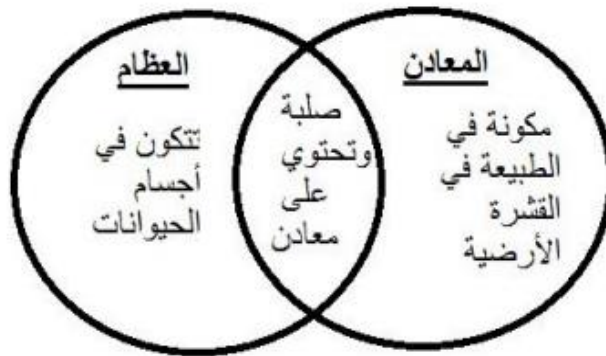 المعادن
مكونة في
الطبيعة في
القشرة
الأرضية
صلبة
وتحتوي
على
معادن
العظام
تتكون في
أجسام
الحيوانات